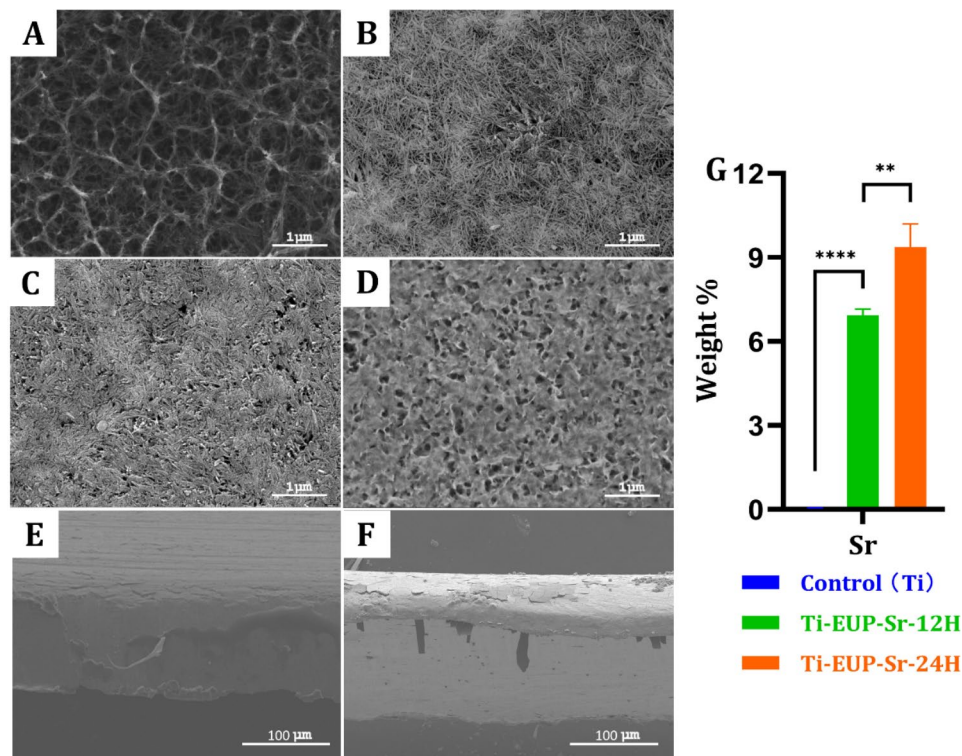 A
1μm
B
1μm
C
1μm
D
1μm
E
100 μm
F
100 μm
G
12
9
6
3
0
Weight %
****
**
Sr
Control (Ti)
Ti-EUP-Sr-12H
Ti-EUP-Sr-24H